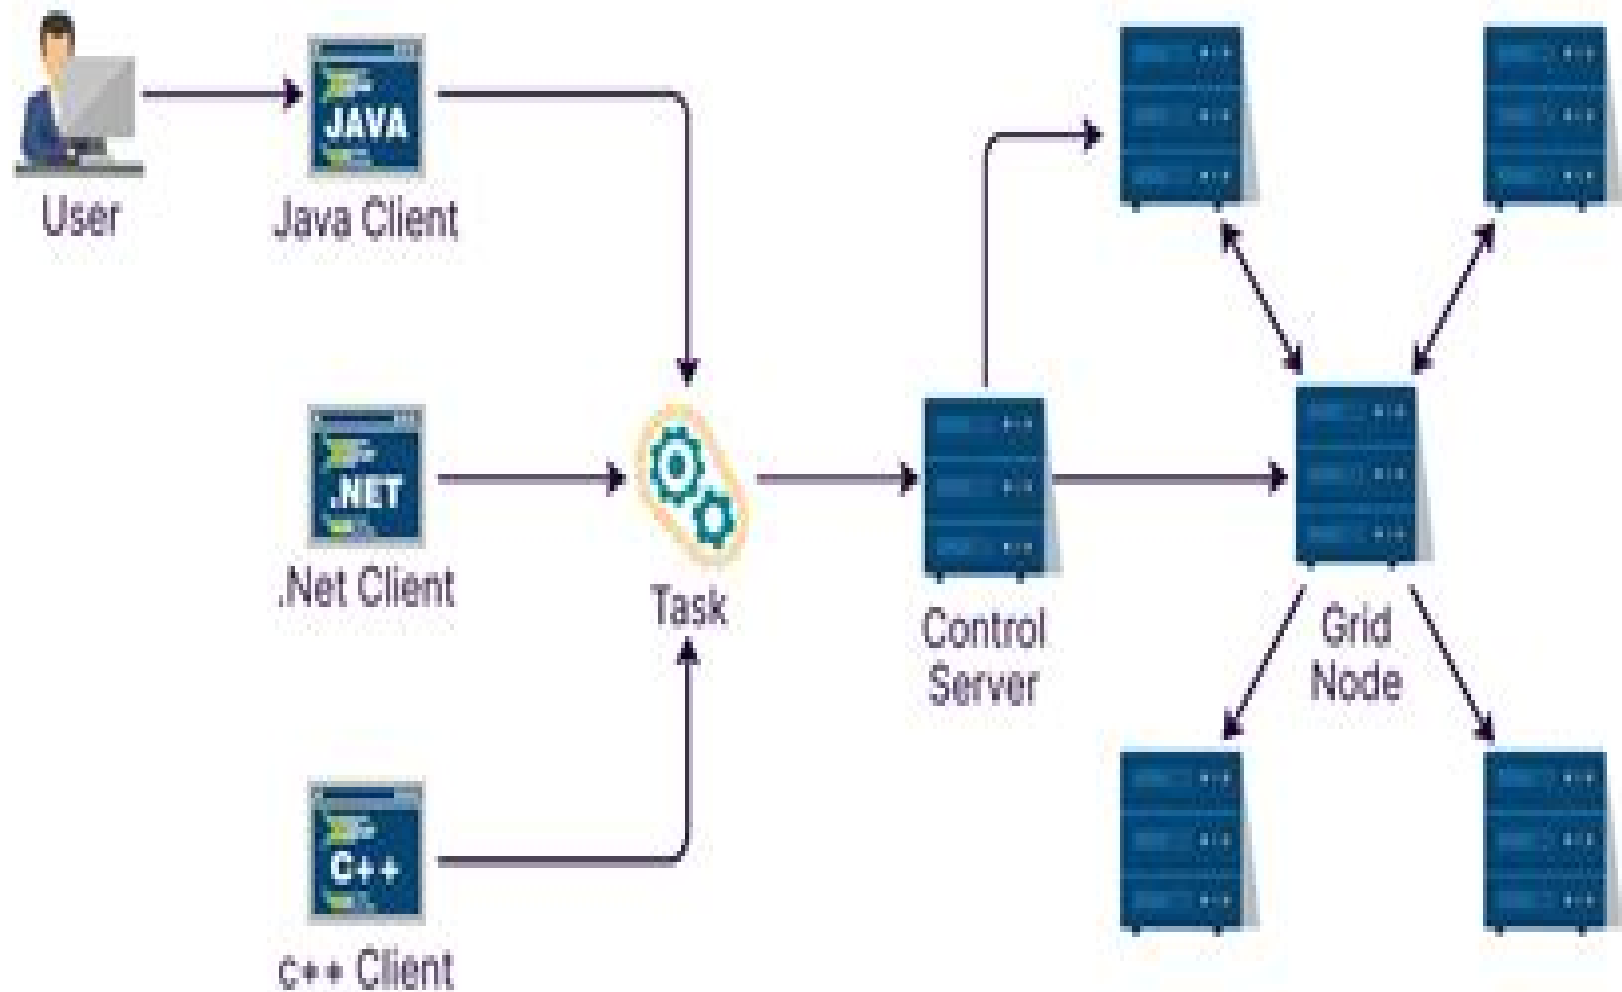 JAVA
User
Java Client
.NET
.Net Client
Task
Control
Server
Grid
Node
C++
c++ Client